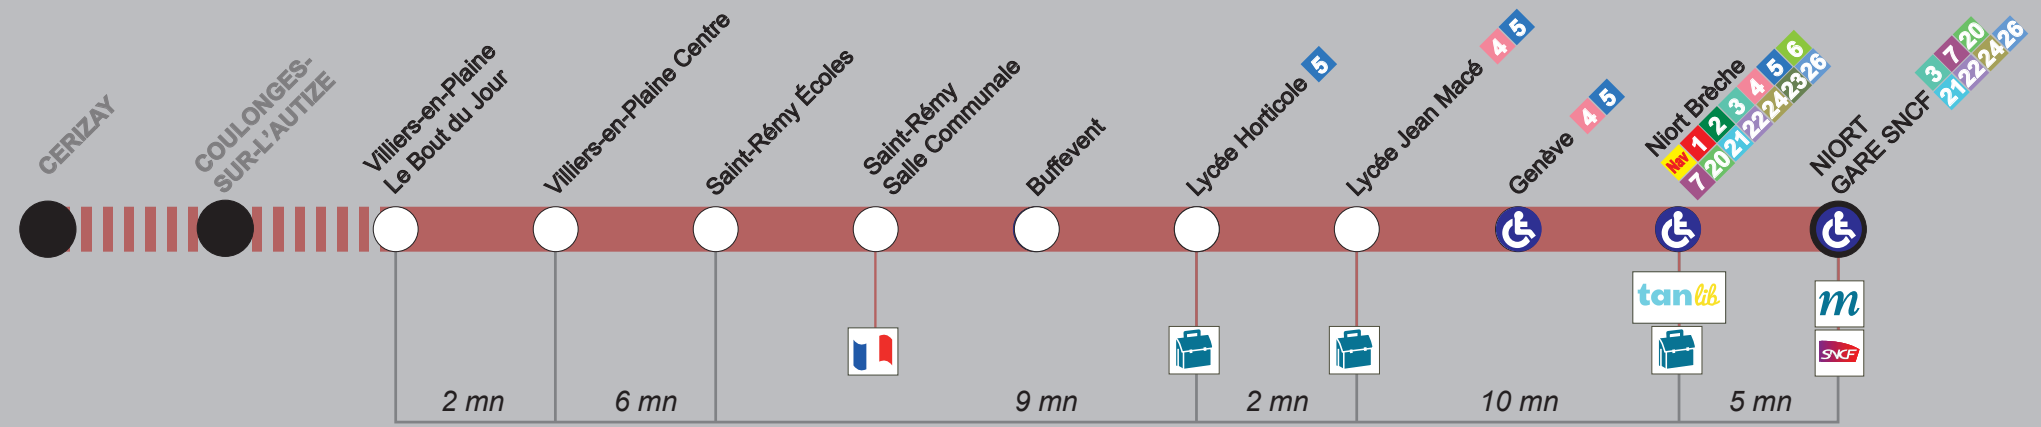 CERIZAY
COULONGES-
SUR-L'AUTIZE
Villiers-en-Plaine
Le Bout du Jour
Villiers-en-Plaine Centre
Saint-Rémy Écoles
Saint-Rémy
Salle Communale
Buffevent
Lycée Horticole 5
Lycée Jean Macé 4 5
Genève 4 5
Niort Brèche
Nav 1 2 3 4 5 6
7 20 21 22 24 23 26
NIORT
GARE SNCF
3 7 20
21 22 24 26
tanlib
m
SNCF
2 mn
6 mn
9 mn
2 mn
10 mn
5 mn